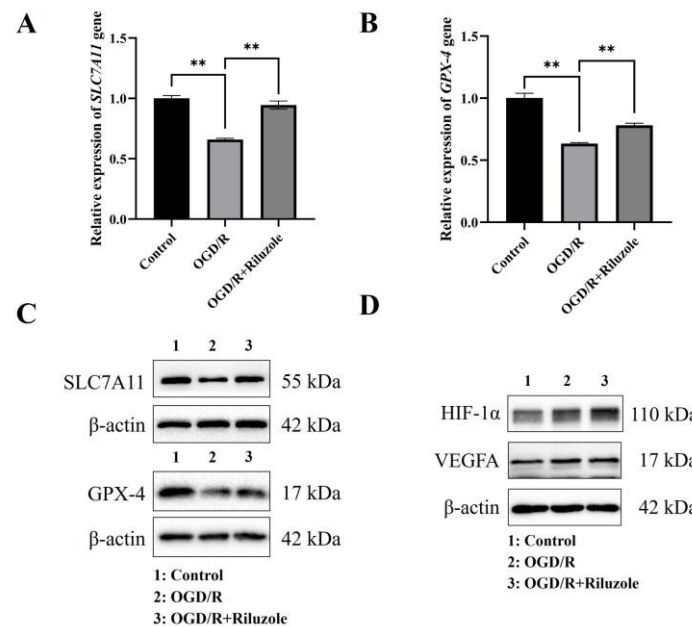 A
Relative expression of SLC7A11 gene
1.5
1.0
0.5
0.0
**
**
Control
OGD/R
OGD/R+Riluzole
B
Relative expression of GPX-4 gene
1.5
1.0
0.5
0.0
**
**
Control
OGD/R
OGD/R+Riluzole
C
1 2 3
SLC7A11 55 kDa
β-actin 42 kDa
1 2 3
GPX-4 17 kDa
β-actin 42 kDa
1: Control
2: OGD/R
3: OGD/R+Riluzole
D
1 2 3
HIF-1α 110 kDa
VEGFA 17 kDa
β-actin 42 kDa
1: Control
2: OGD/R
3: OGD/R+Riluzole